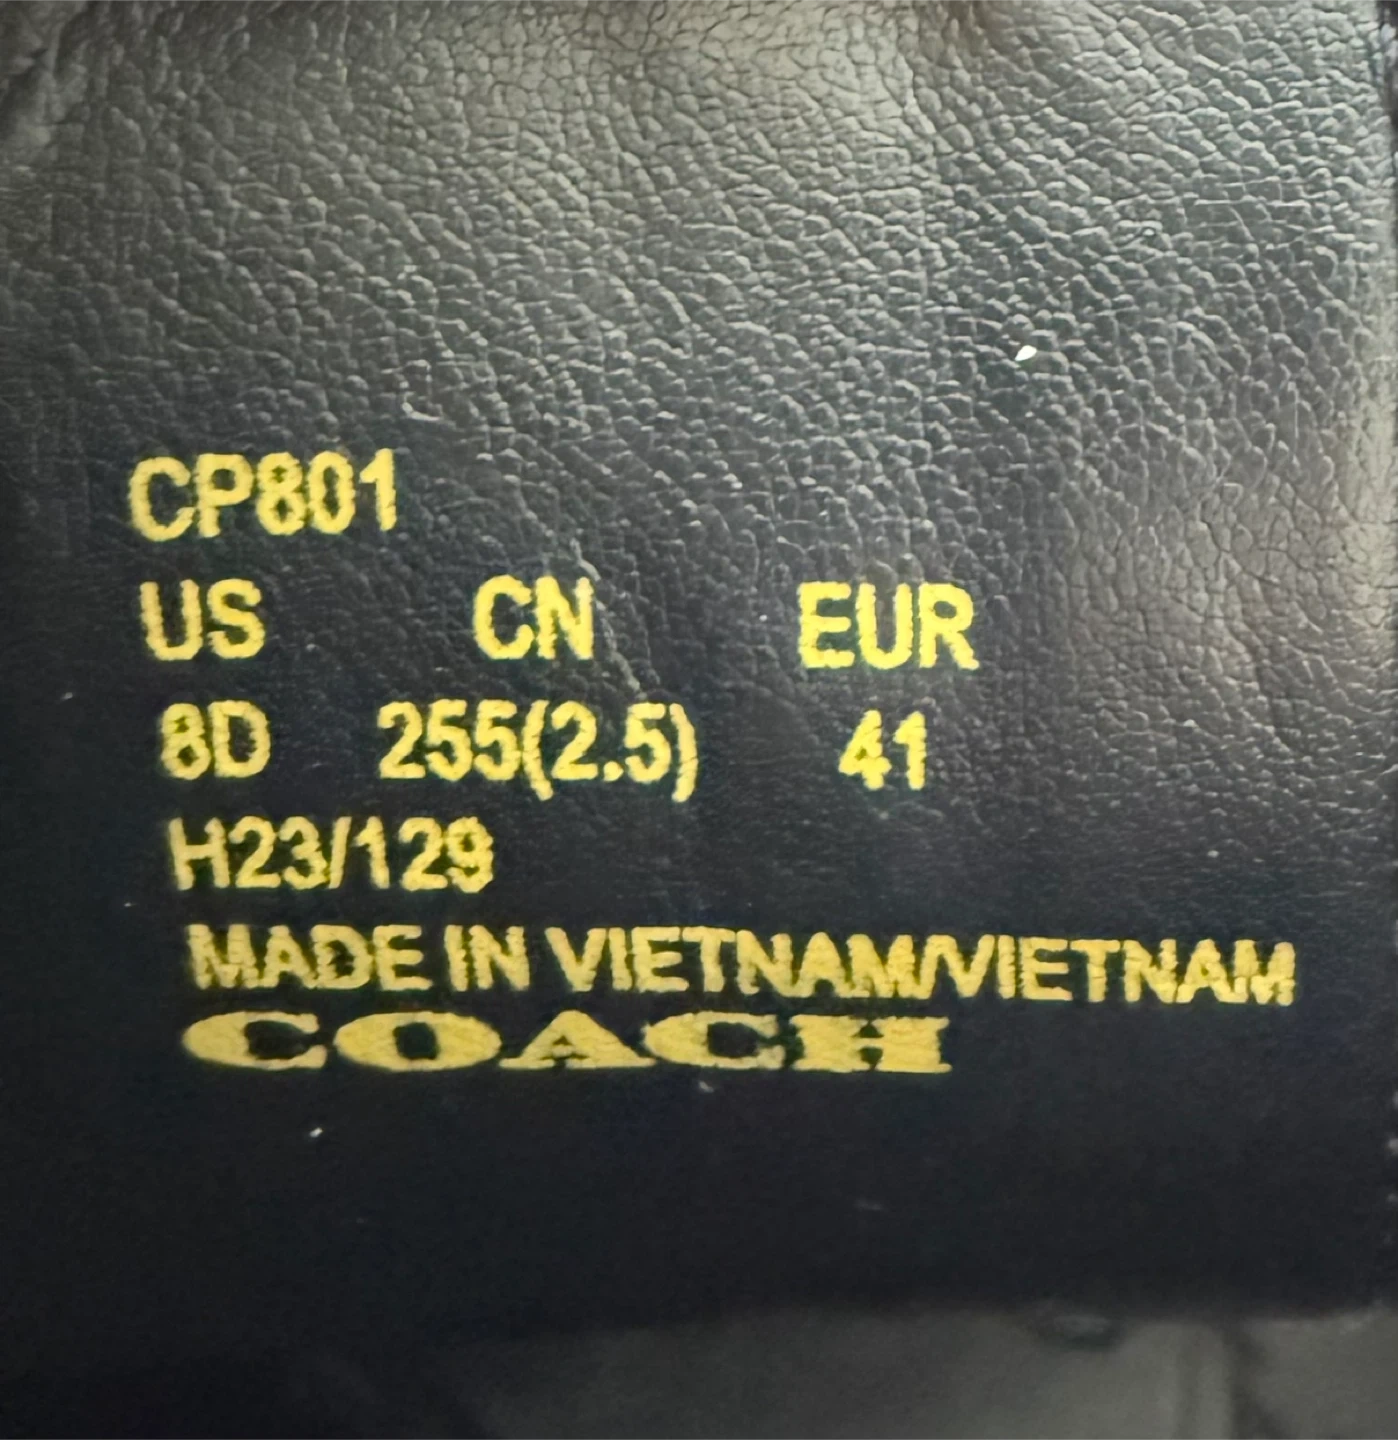 CP801
US CN EUR
8D 255(2.5) 41
H23/129
MADE IN VIETNAM/VIETNAM
COACH